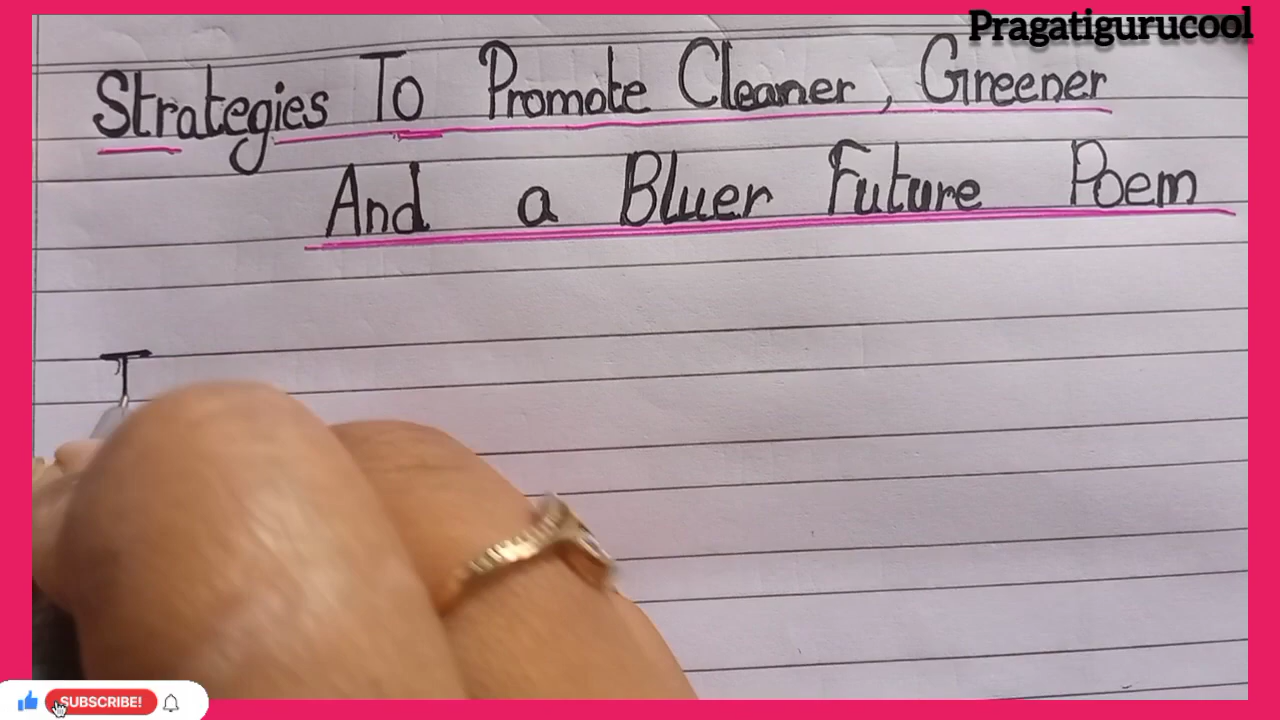 Pragatigurucool
Strategies To Promote Cleaner, Greener
And a Bluer Future Poem
T
SUBSCRIBE!